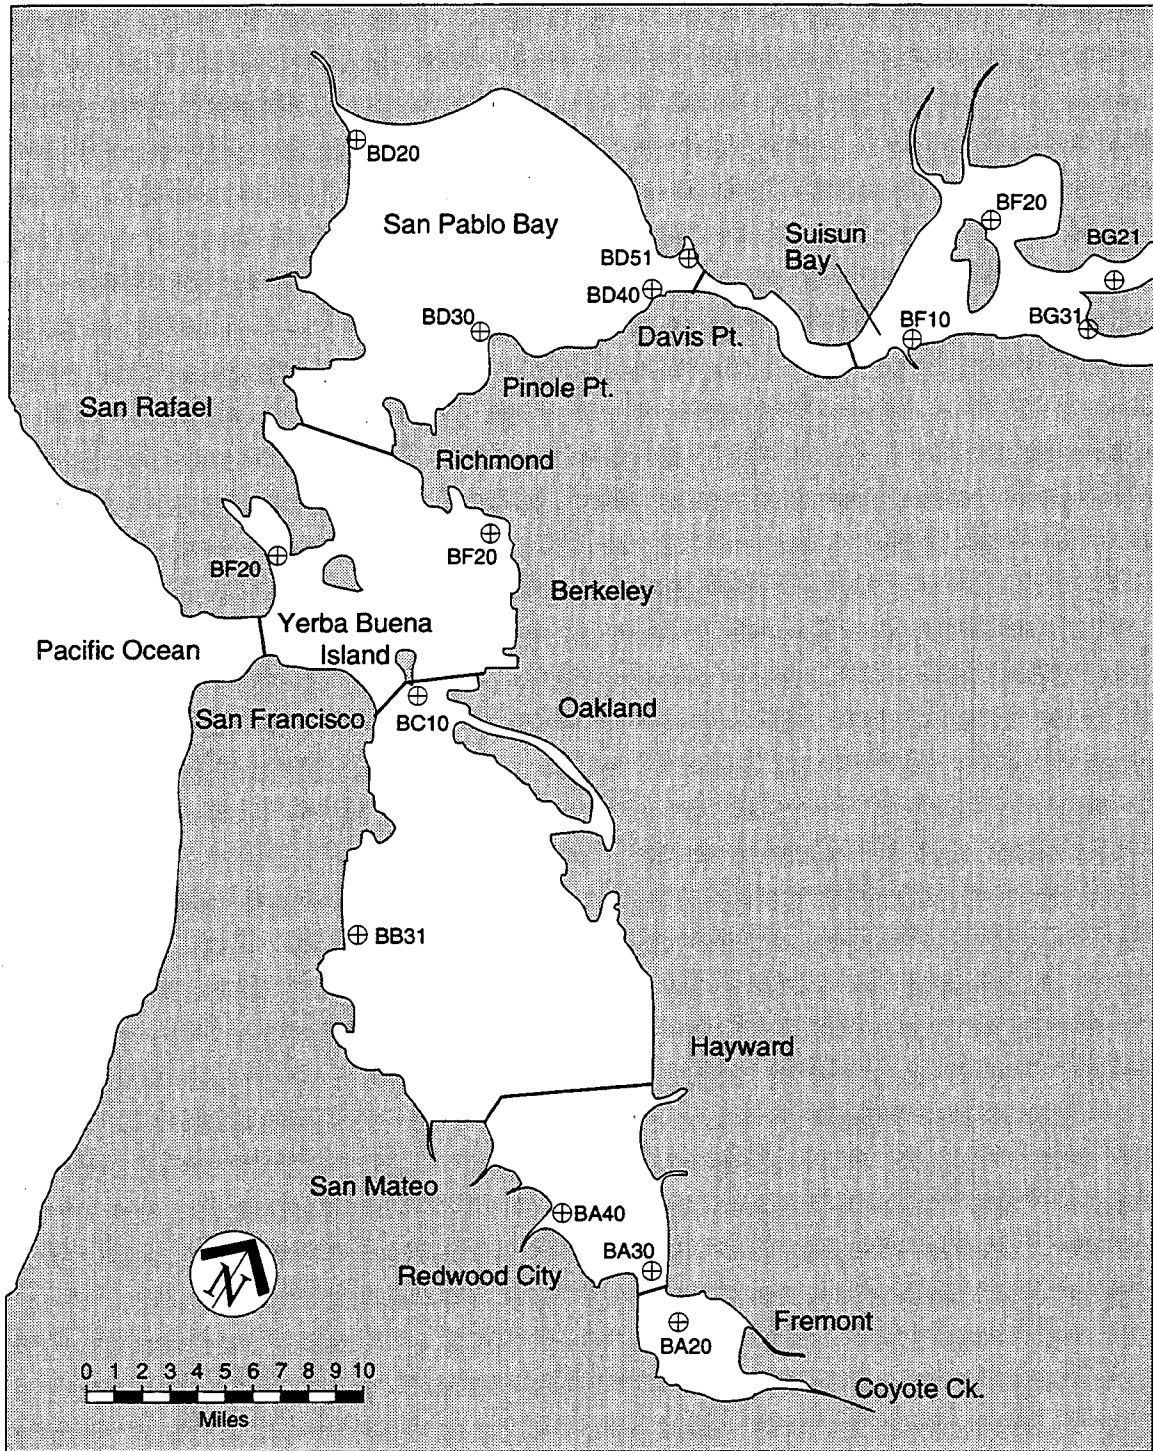 BD20
San Pablo Bay
BF20
Suisun
Bay
BG21
BD51
BD40
BD30
Davis Pt.
BF10
BG31
Pinole Pt.
San Rafael
Richmond
BF20
BF20
Berkeley
Yerba Buena
Island
Pacific Ocean
San Francisco
BC10
Oakland
BB31
Hayward
San Mateo
BA40
BA30
Redwood City
N
Fremont
BA20
Coyote Ck.
0 1 2 3 4 5 6 7 8 9 10
Miles